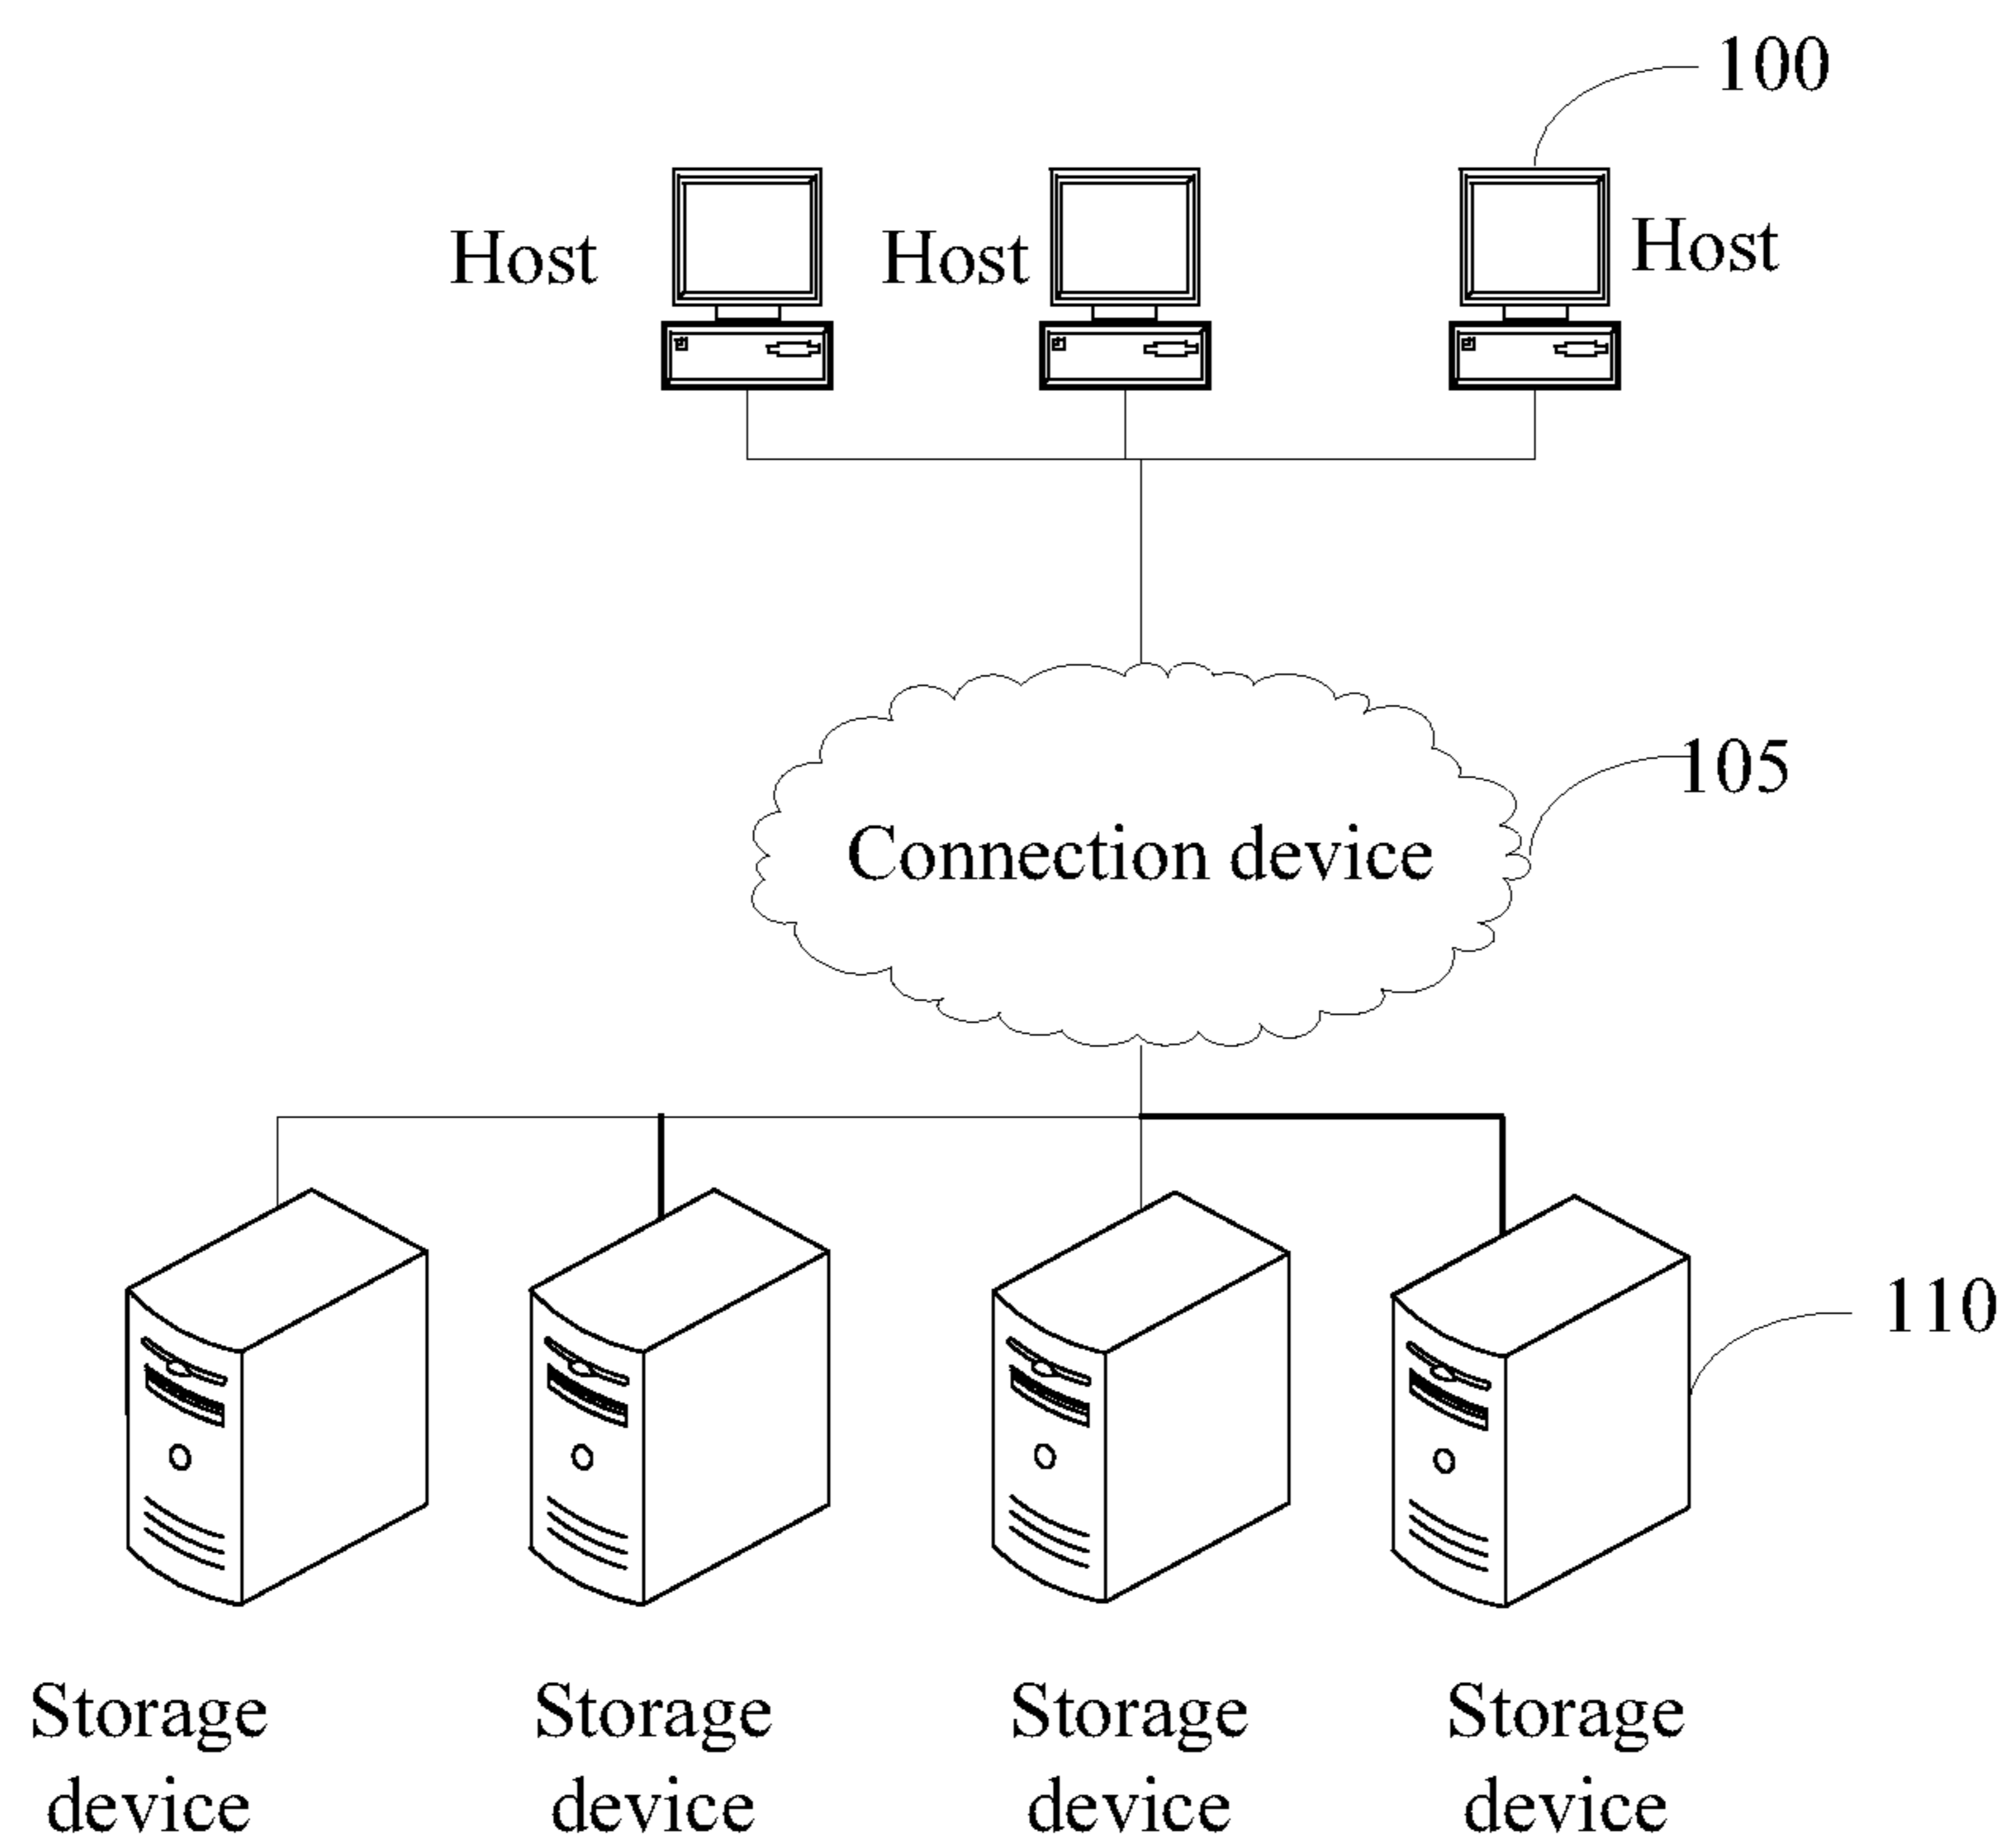 100
Host
Host
Host
105
Connection device
110
Storage
device
Storage
device
Storage
device
Storage
device